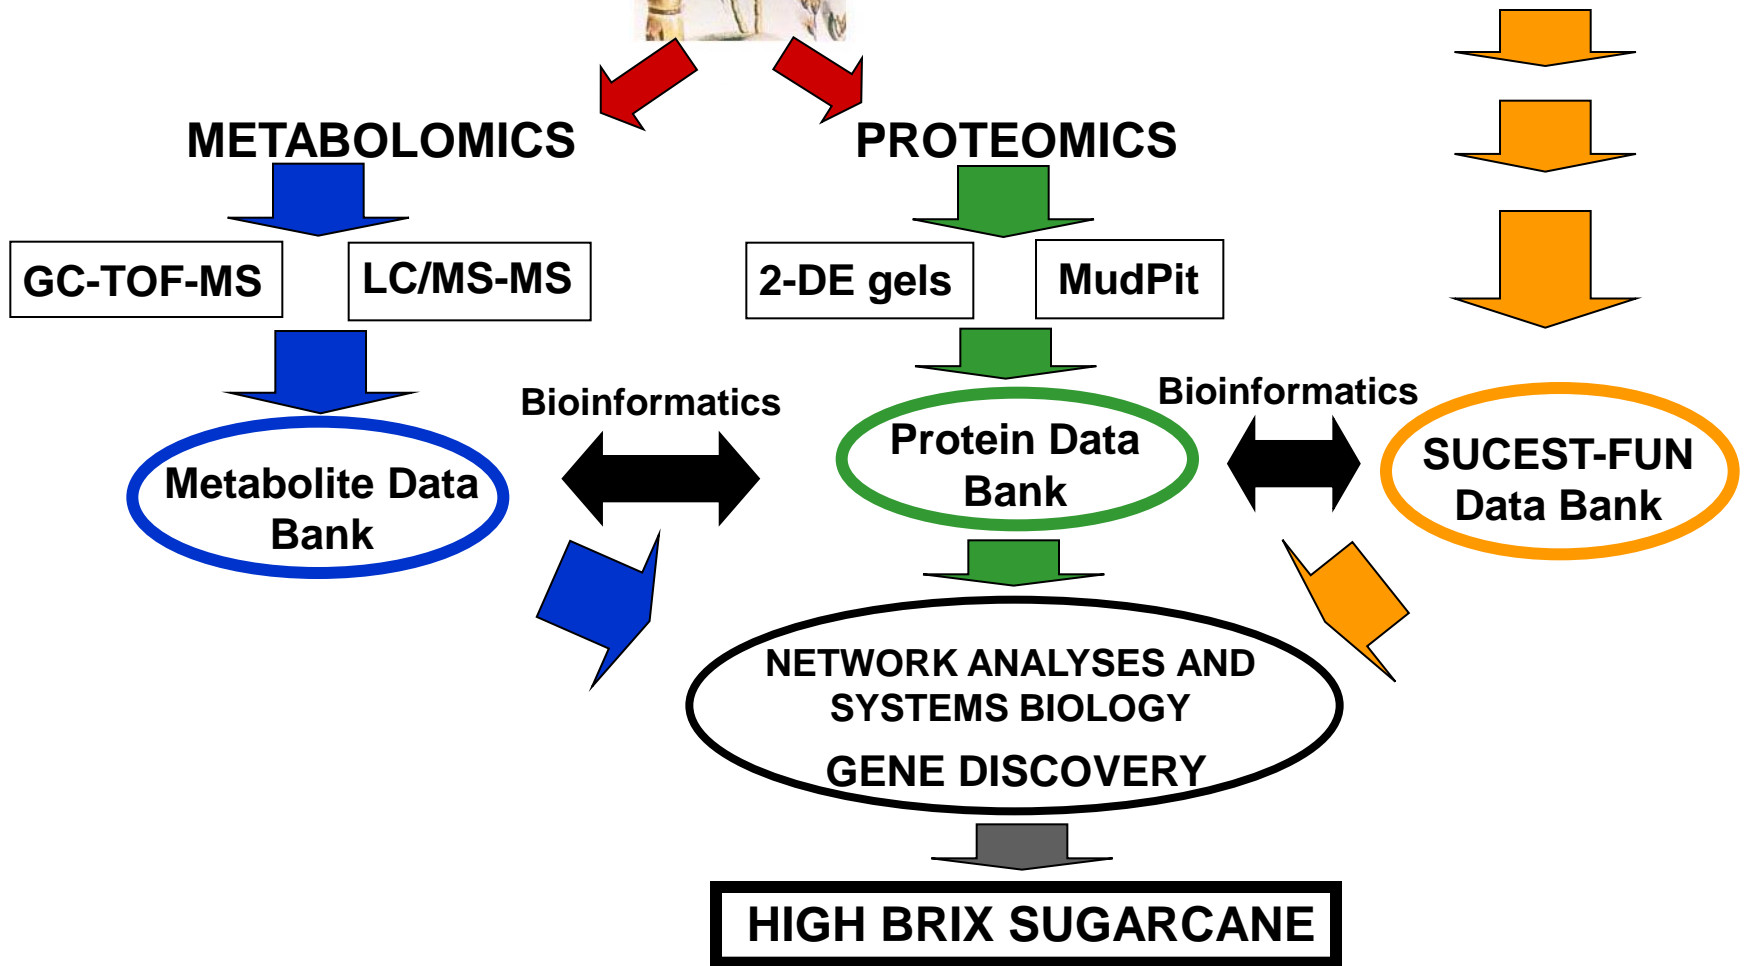 METABOLOMICS
PROTEOMICS
GC-TOF-MS
LC/MS-MS
2-DE gels
MudPit
Bioinformatics
Bioinformatics
Metabolite Data
Bank
Protein Data
Bank
SUCEST-FUN
Data Bank
NETWORK ANALYSES AND
SYSTEMS BIOLOGY
GENE DISCOVERY
HIGH BRIX SUGARCANE